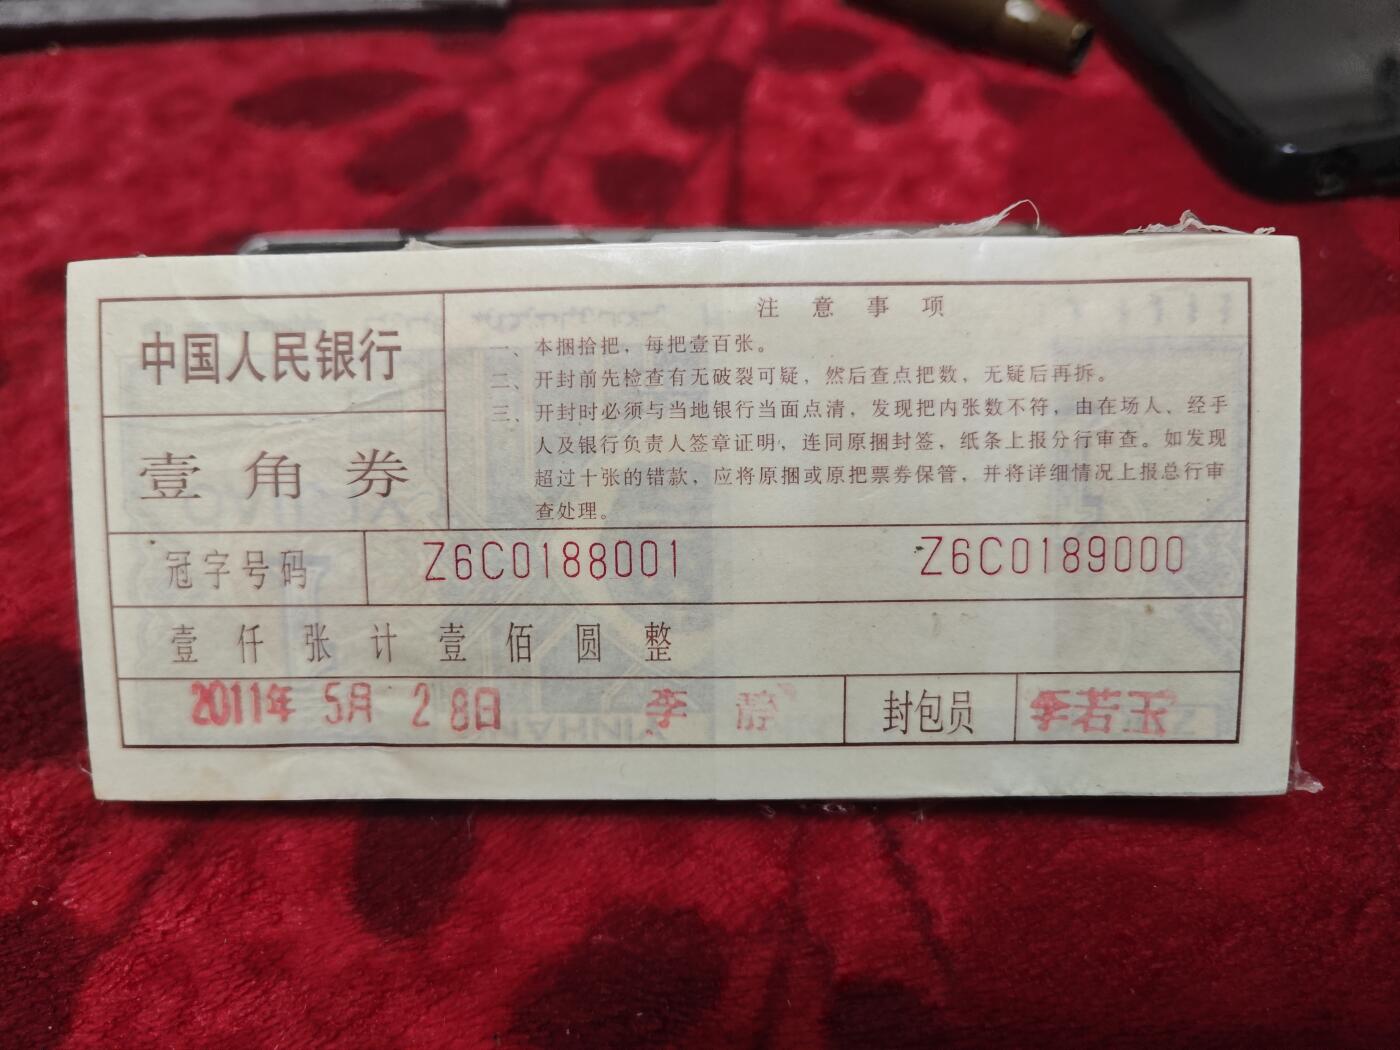 中国人民银行
壹角券
注意事项
一、本捆拾把，每把壹百张。
二、开封前先检查有无破裂可疑，然后查点把数，无疑后再拆。
三、开封时必须与当地银行当面点清，发现把内张数不符，由在场人、经手
人及银行负责人签章证明，连同原捆封签，纸条上报分行审查。如发现
超过十张的错款，应将原捆或原把票券保管，并将详细情况上报总行审
查处理。
冠字号码 Z6C0188001 Z6C0189000
壹仟张计壹佰圆整
2011年 5月 28日 李 静 封包员 李若玉